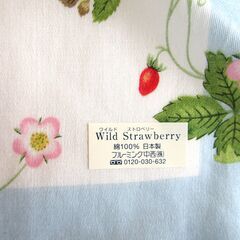 ワイルド ストロベリー
Wild Strawberry
綿100% 日本製
ブルーミング中西㈱
☎ 0120-030-632